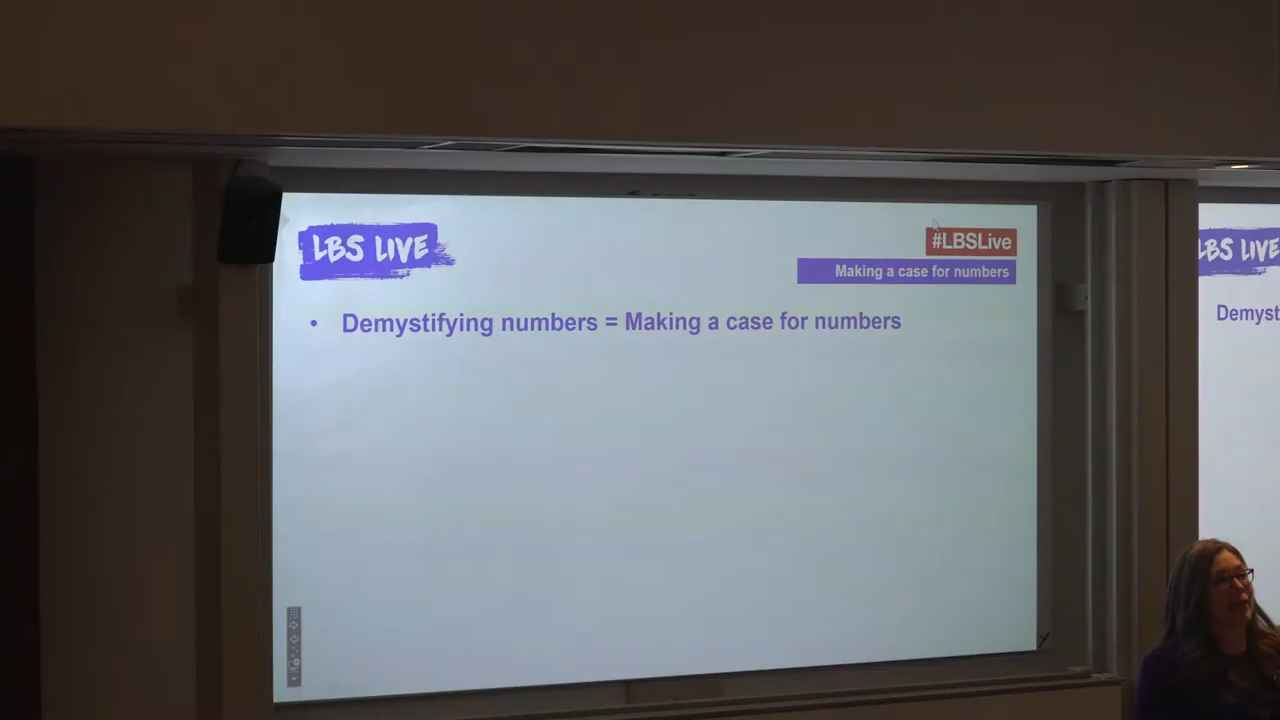 LBS LIVE
#LBSLive
Making a case for numbers
• Demystifying numbers = Making a case for numbers
LBS LIVE
Demyst